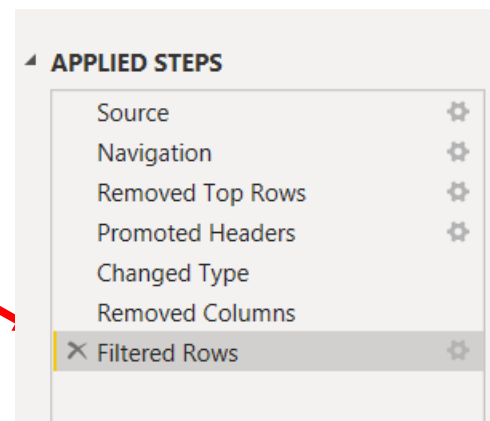 APPLIED STEPS
Source
Navigation
Removed Top Rows
Promoted Headers
Changed Type
Removed Columns
Filtered Rows